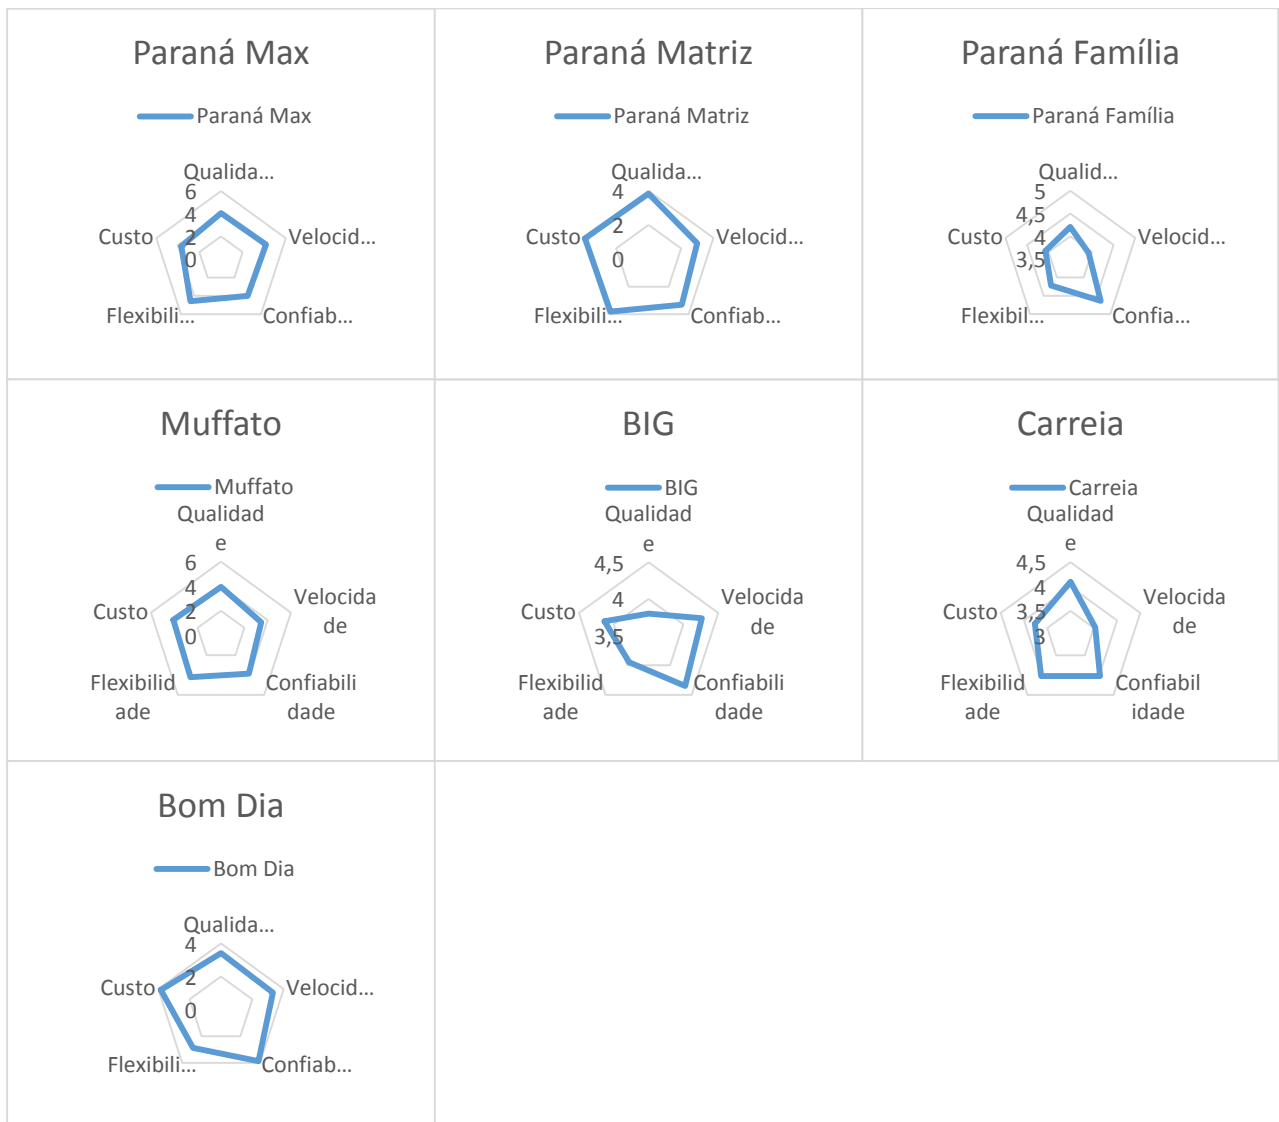 Paraná Max
Paraná Max
Qualida...
6
4
2
0
Velocid...
Confiab...
Flexibili...
Custo
Paraná Matriz
Paraná Matriz
Qualida...
4
2
0
Velocid...
Confiab...
Flexibili...
Custo
Paraná Família
Paraná Família
Qualid...
5
4,5
4
3,5
Velocid...
Confia...
Flexibil...
Custo
Muffato
Muffato
Qualidad
e
6
4
2
0
Velocida
de
Confiabili
dade
Flexibilid
ade
Custo
BIG
BIG
Qualidad
e
4,5
4
3,5
Velocida
de
Confiabili
dade
Flexibilid
ade
Custo
Carreia
Carreia
Qualidad
e
4,5
4
3,5
3
Velocida
de
Confiabil
idade
Flexibilid
ade
Custo
Bom Dia
Bom Dia
Qualida...
4
2
0
Velocid...
Confiab...
Flexibili...
Custo